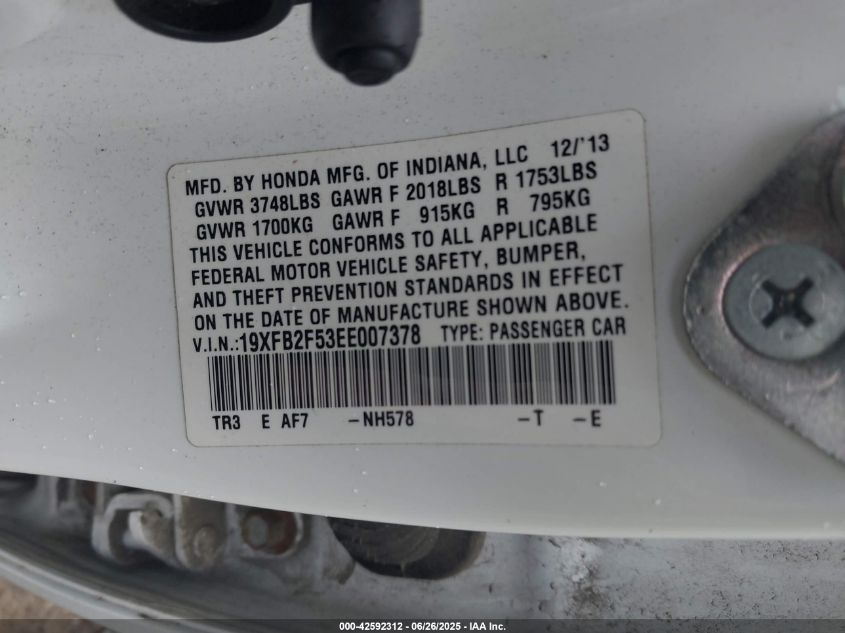 MFD. BY HONDA MFG. OF INDIANA, LLC 12/'13
GVWR 3748LBS GAWR F 2018LBS R 1753LBS
GVWR 1700KG GAWR F 915KG R 795KG
THIS VEHICLE CONFORMS TO ALL APPLICABLE
FEDERAL MOTOR VEHICLE SAFETY, BUMPER,
AND THEFT PREVENTION STANDARDS IN EFFECT
ON THE DATE OF MANUFACTURE SHOWN ABOVE.
V.I.N.:19XFB2F53EE007378 TYPE: PASSENGER CAR
TR3 E AF7 -NH578 -T -E
000-42592312 | 06/26/2025 - IAA Inc.